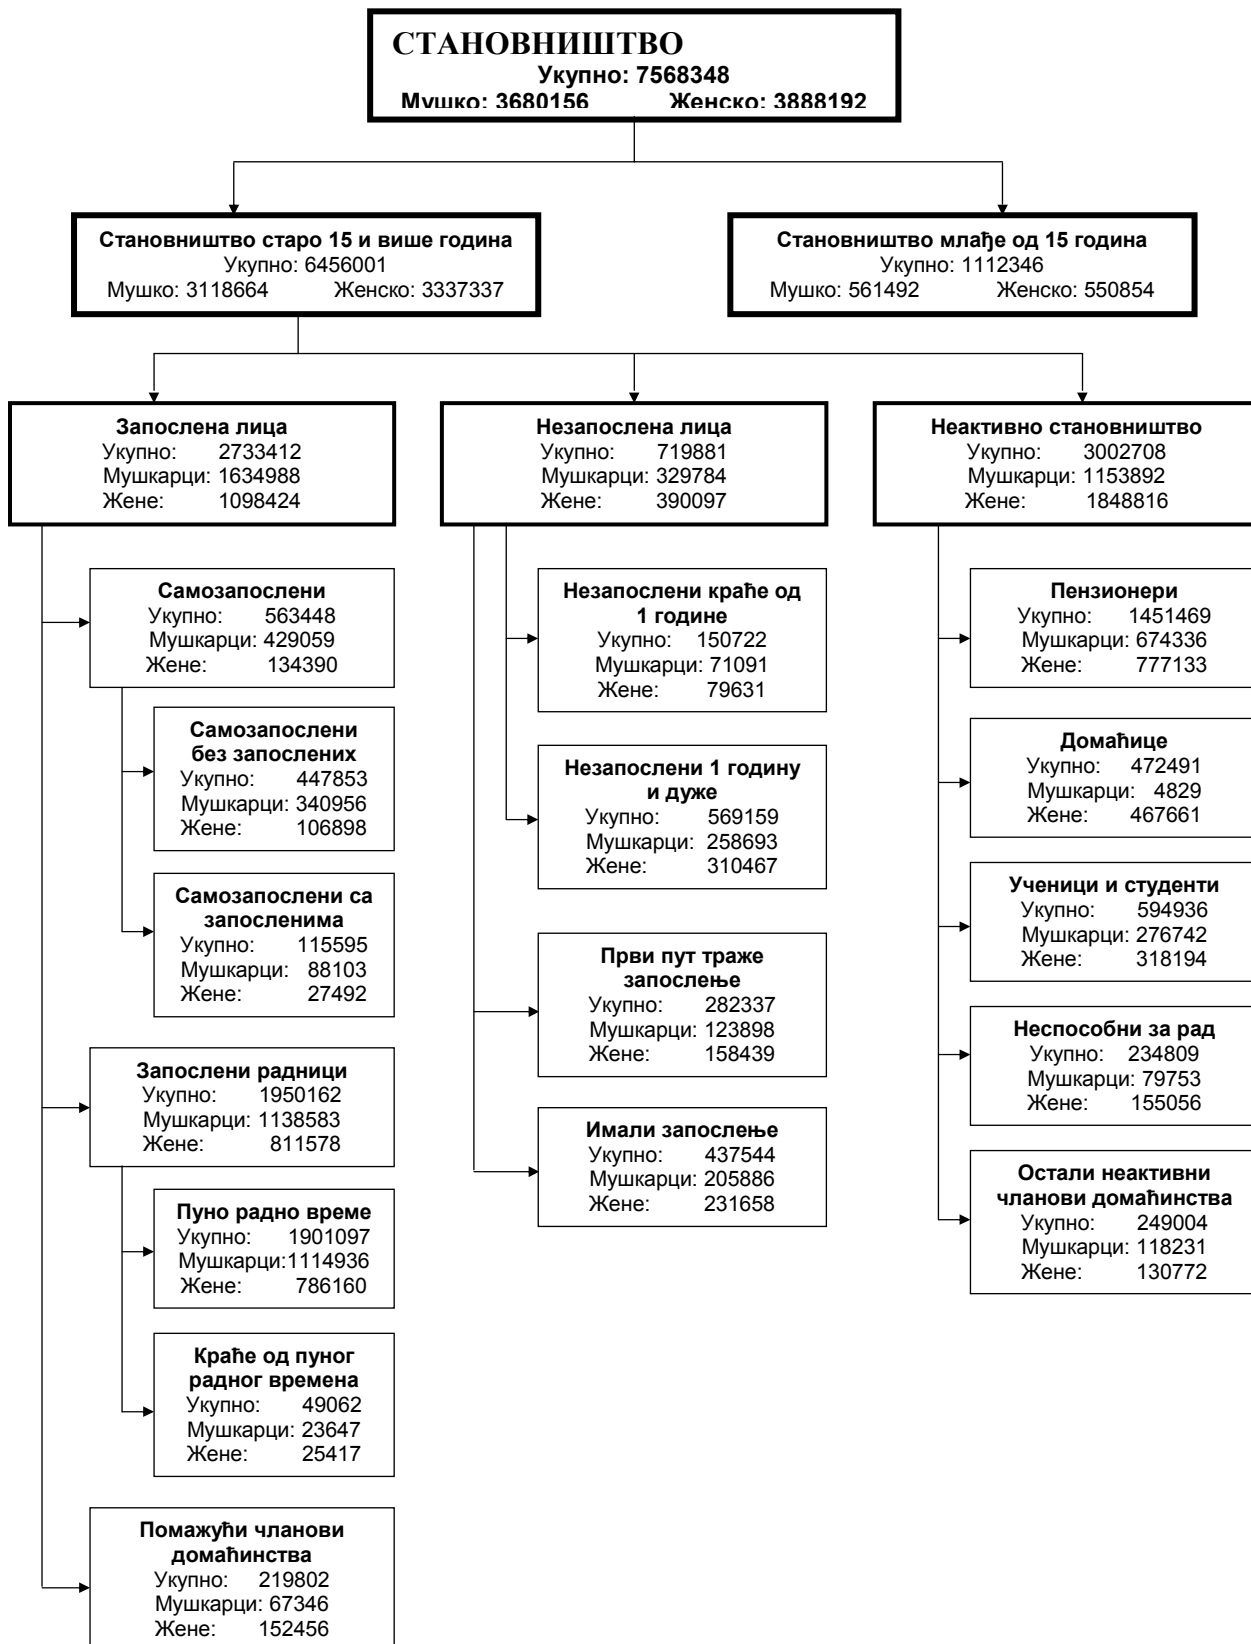 СТАНОВНИШТВО
Укупно: 7568348
Мушко: 3680156 Женско: 3888192
Становништво старо 15 и више година
Укупно: 6456001
Мушко: 3118664 Женско: 3337337
Становништво млађе од 15 година
Укупно: 1112346
Мушко: 561492 Женско: 550854
Запослена лица
Укупно: 2733412
Мушкарци: 1634988
Жене: 1098424
Незапослена лица
Укупно: 719881
Мушкарци: 329784
Жене: 390097
Неактивно становништво
Укупно: 3002708
Мушкарци: 1153892
Жене: 1848816
Самозапослени
Укупно: 563448
Мушкарци: 429059
Жене: 134390
Самозапослени
без запослених
Укупно: 447853
Мушкарци: 340956
Жене: 106898
Самозапослени са
запосленима
Укупно: 115595
Мушкарци: 88103
Жене: 27492
Запослени радници
Укупно: 1950162
Мушкарци: 1138583
Жене: 811578
Пуно радно време
Укупно: 1901097
Мушкарци:1114936
Жене: 786160
Краће од пуног
радног времена
Укупно: 49062
Мушкарци: 23647
Жене: 25417
Помажући чланови
домаћинства
Укупно: 219802
Мушкарци: 67346
Жене: 152456
Незапослени краће од
1 године
Укупно: 150722
Мушкарци: 71091
Жене: 79631
Незапослени 1 годину
и дуже
Укупно: 569159
Мушкарци: 258693
Жене: 310467
Први пут траже
запослење
Укупно: 282337
Мушкарци: 123898
Жене: 158439
Имали запослење
Укупно: 437544
Мушкарци: 205886
Жене: 231658
Пензионери
Укупно: 1451469
Мушкарци: 674336
Жене: 777133
Домаћице
Укупно: 472491
Мушкарци: 4829
Жене: 467661
Ученици и студенти
Укупно: 594936
Мушкарци: 276742
Жене: 318194
Неспособни за рад
Укупно: 234809
Мушкарци: 79753
Жене: 155056
Остали неактивни
чланови домаћинства
Укупно: 249004
Мушкарци: 118231
Жене: 130772